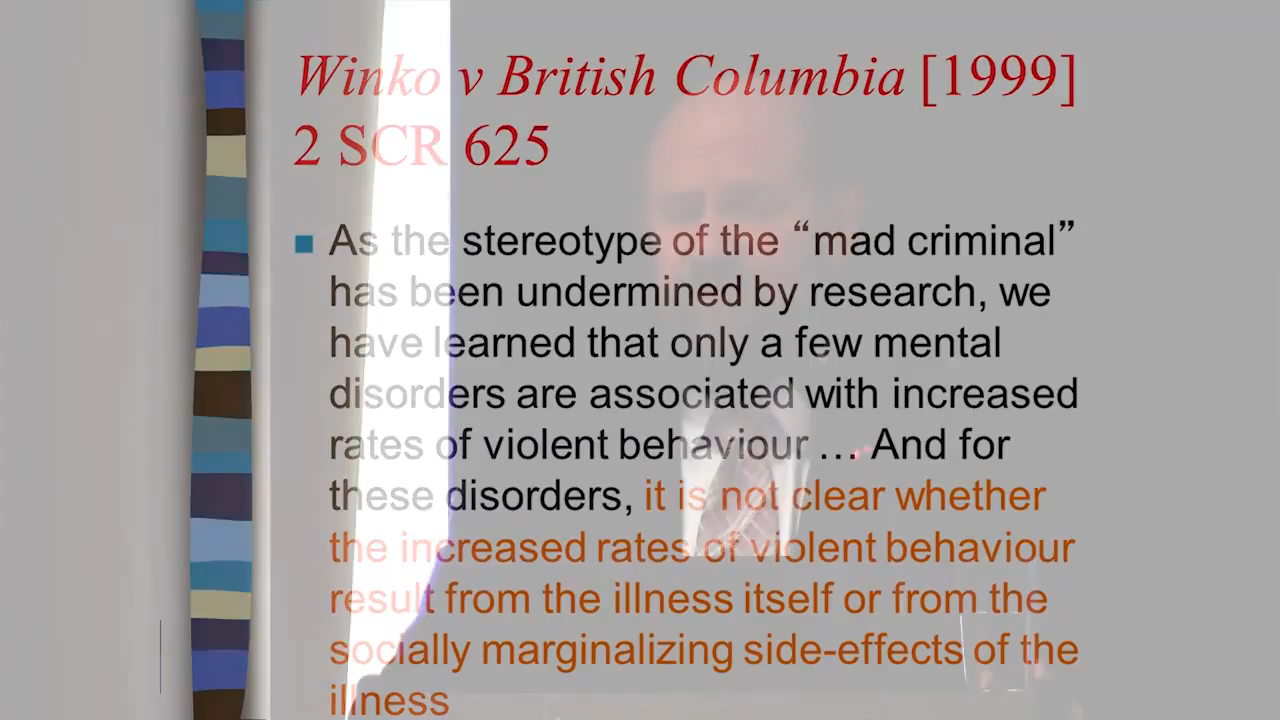 Winko v British Columbia [1999]
2 SCR 625
As the stereotype of the “mad criminal”
has been undermined by research, we
have learned that only a few mental
disorders are associated with increased
rates of violent behaviour … And for
these disorders, it is not clear whether
the increased rates of violent behaviour
result from the illness itself or from the
socially marginalizing side-effects of the
illness